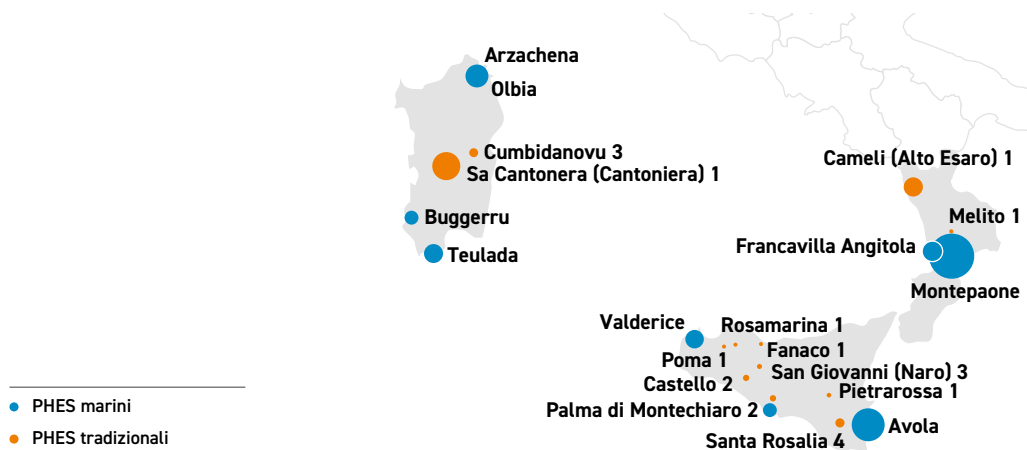 Arzachena
Olbia
Cumbidanovu 3
Sa Cantonera (Cantoniera) 1
Buggerru
Teulada
Cameli (Alto Esaro) 1
Melito 1
Francavilla Angitola
Montepaone
Valderice
Rosamarina 1
Poma 1
Fanaco 1
San Giovanni (Naro) 3
Castello 2
Pietrarossa 1
Palma di Montechiaro 2
Avola
Santa Rosalia 4
PHES marini
PHES tradizionali